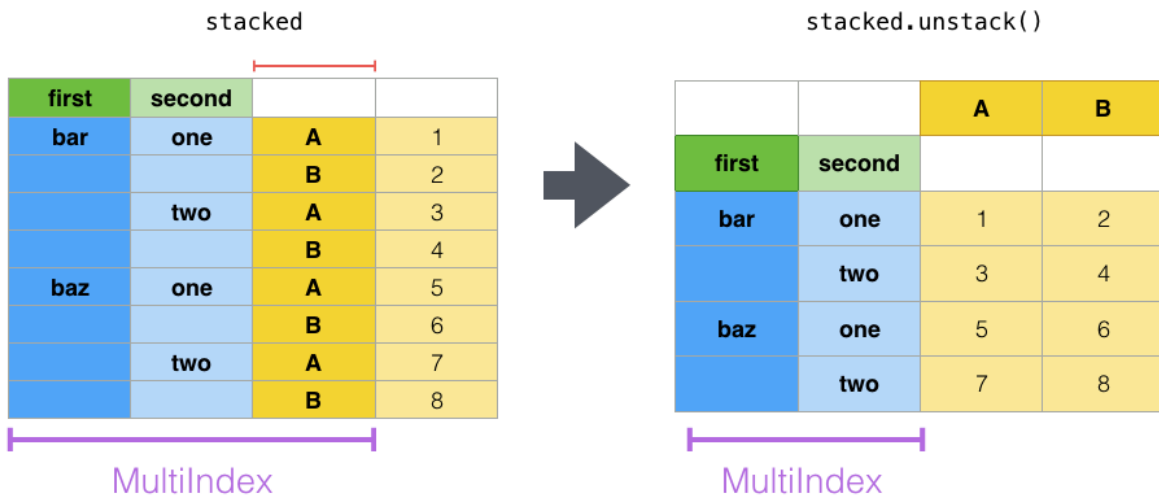 stacked
first second
bar one A 1
B 2
two A 3
B 4
baz one A 5
B 6
two A 7
B 8
MultiIndex
stacked.unstack()
A B
first second
bar one 1 2
two 3 4
baz one 5 6
two 7 8
MultiIndex